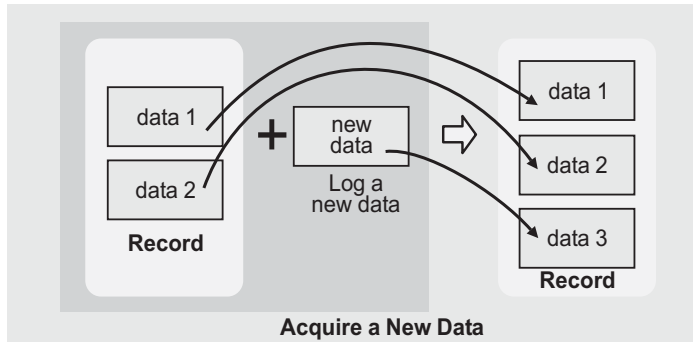 data 1
data 2
Record
+
new
data
Log a
new data
data 1
data 2
data 3
Record
Acquire a New Data